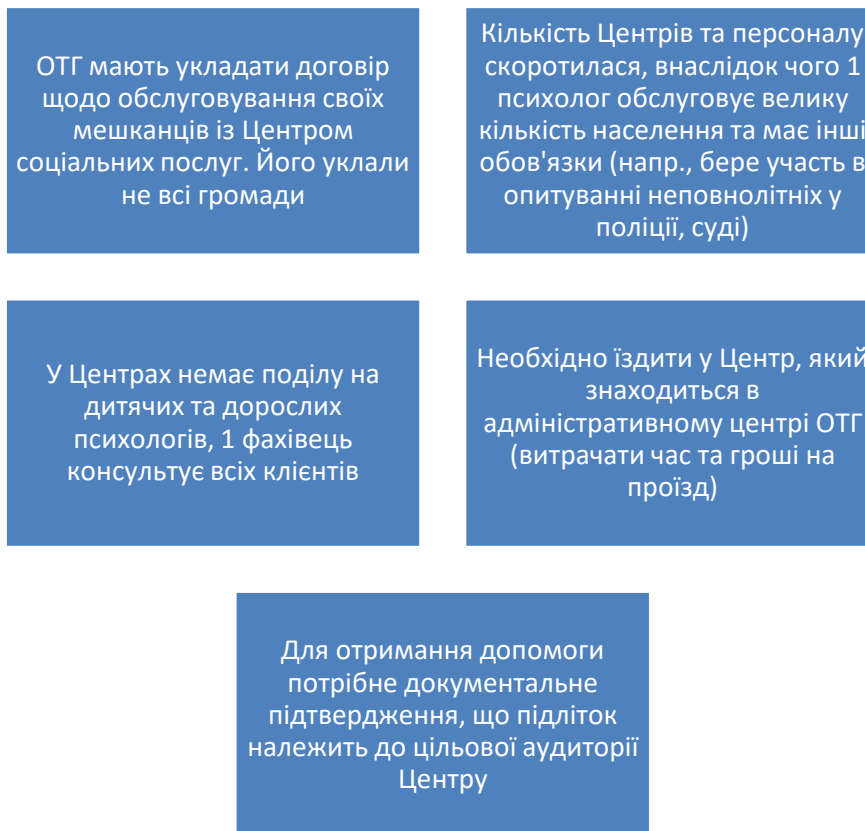 ОТГ мають укладати договір
щодо обслуговування своїх
мешканців із Центром
соціальних послуг. Його уклали
не всі громади
Кількість Центрів та персоналу
скоротилася, внаслідок чого 1
психолог обслуговує велику
кількість населення та має інші
обов'язки (напр., бере участь в
опитуванні неповнолітніх у
поліції, суді)
У Центрах немає поділу на
дитячих та дорослих
психологів, 1 фахівець
консультує всіх клієнтів
Необхідно їздити у Центр, який
знаходиться в
адміністративному центрі ОТГ
(витрачати час та гроші на
проїзд)
Для отримання допомоги
потрібне документальне
підтвердження, що підліток
належить до цільової аудиторії
Центру